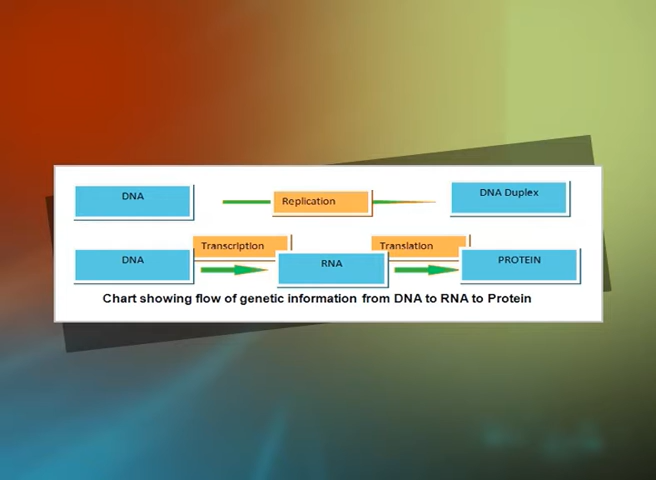 DNA Replication DNA Duplex
Transcription Translation
DNA RNA PROTEIN
Chart showing flow of genetic information from DNA to RNA to Protein